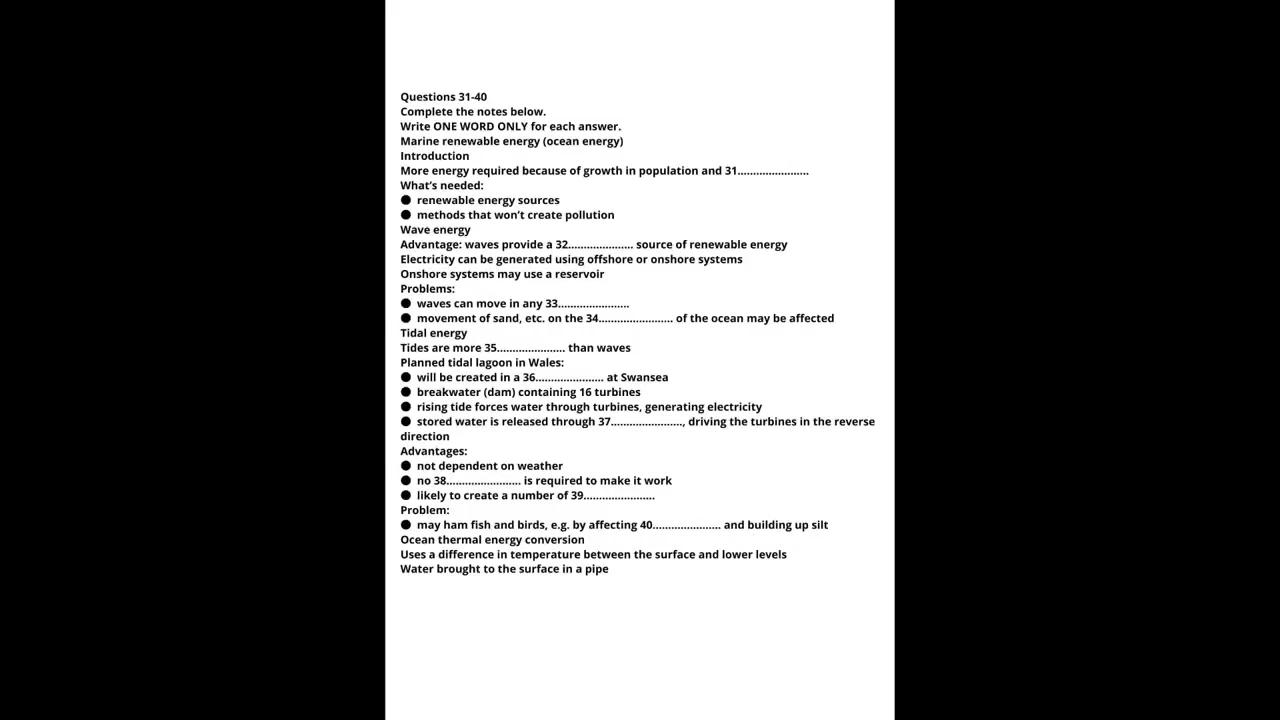 Questions 31-40
Complete the notes below.
Write ONE WORD ONLY for each answer.
Marine renewable energy (ocean energy)
Introduction
More energy required because of growth in population and 31.......................
What’s needed:
● renewable energy sources
● methods that won’t create pollution
Wave energy
Advantage: waves provide a 32..................... source of renewable energy
Electricity can be generated using offshore or onshore systems
Onshore systems may use a reservoir
Problems:
● waves can move in any 33.......................
● movement of sand, etc. on the 34........................ of the ocean may be affected
Tidal energy
Tides are more 35...................... than waves
Planned tidal lagoon in Wales:
● will be created in a 36...................... at Swansea
● breakwater (dam) containing 16 turbines
● rising tide forces water through turbines, generating electricity
● stored water is released through 37......................., driving the turbines in the reverse
direction
Advantages:
● not dependent on weather
● no 38........................ is required to make it work
● likely to create a number of 39.......................
Problem:
● may ham fish and birds, e.g. by affecting 40...................... and building up silt
Ocean thermal energy conversion
Uses a difference in temperature between the surface and lower levels
Water brought to the surface in a pipe